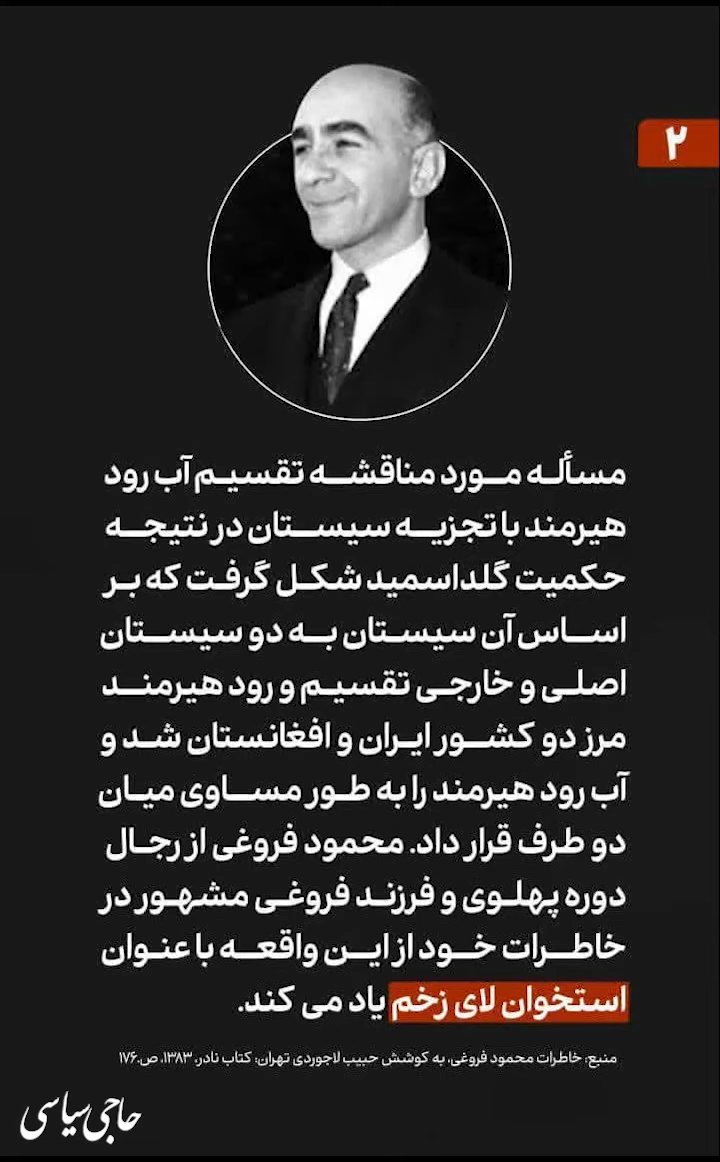 ۲
مسأله مورد مناقشه تقسیم آب رود
هیرمند با تجزیه سیستان در نتیجه
حکمیت گلداسمید شکل گرفت که بر
اساس آن سیستان به دو سیستان
اصلی و خارجی تقسیم و رود هیرمند
مرز دو کشور ایران و افغانستان شد و
آب رود هیرمند را به طور مساوی میان
دو طرف قرار داد. محمود فروغی از رجال
دوره پهلوی و فرزند فروغی مشهور در
خاطرات خود از این واقعه با عنوان
استخوان لای زخم یاد می کند.
منبع: خاطرات محمود فروغی، به کوشش حبیب لاجوردی تهران: کتاب نادر، ۱۳۸۳، ص.۱۷۶
حاجی سیاسی